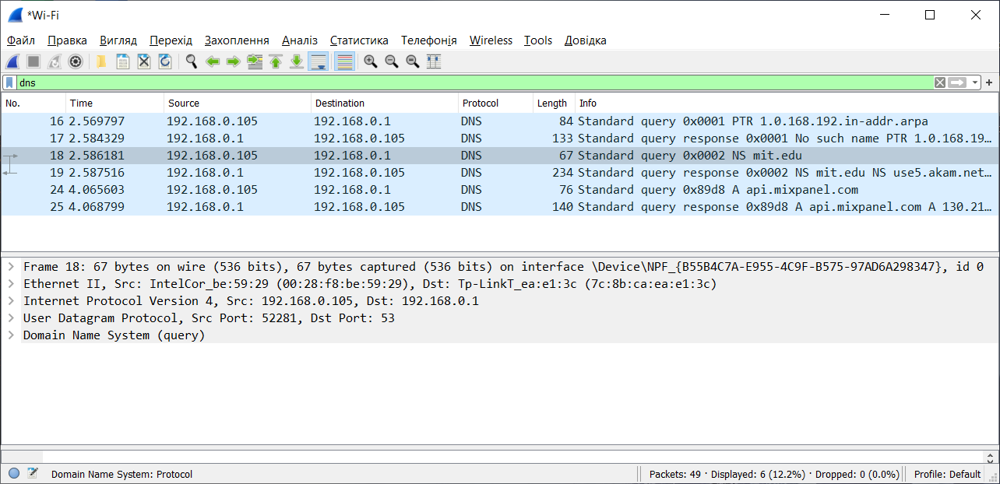 *Wi-Fi
Файл Правка Вигляд Перехід Захоплення Аналіз Статистика Телефонія Wireless Tools Довідка
dns
No. Time Source Destination Protocol Length Info
16 2.569797 192.168.0.105 192.168.0.1 DNS 84 Standard query 0x0001 PTR 1.0.168.192.in-addr.arpa
17 2.584329 192.168.0.1 192.168.0.105 DNS 133 Standard query response 0x0001 No such name PTR 1.0.168.19…
18 2.586181 192.168.0.105 192.168.0.1 DNS 67 Standard query 0x0002 NS mit.edu
19 2.587516 192.168.0.1 192.168.0.105 DNS 234 Standard query response 0x0002 NS mit.edu NS use5.akam.net…
24 4.065603 192.168.0.105 192.168.0.1 DNS 76 Standard query 0x89d8 A api.mixpanel.com
25 4.068799 192.168.0.1 192.168.0.105 DNS 140 Standard query response 0x89d8 A api.mixpanel.com A 130.21…
Frame 18: 67 bytes on wire (536 bits), 67 bytes captured (536 bits) on interface \Device\NPF_{B55B4C7A-E955-4C9F-B575-97AD6A298347}, id 0
Ethernet II, Src: IntelCor_be:59:29 (00:28:f8:be:59:29), Dst: Tp-LinkT_ea:e1:3c (7c:8b:ca:ea:e1:3c)
Internet Protocol Version 4, Src: 192.168.0.105, Dst: 192.168.0.1
User Datagram Protocol, Src Port: 52281, Dst Port: 53
Domain Name System (query)
Domain Name System: Protocol Packets: 49 · Displayed: 6 (12.2%) · Dropped: 0 (0.0%) Profile: Default